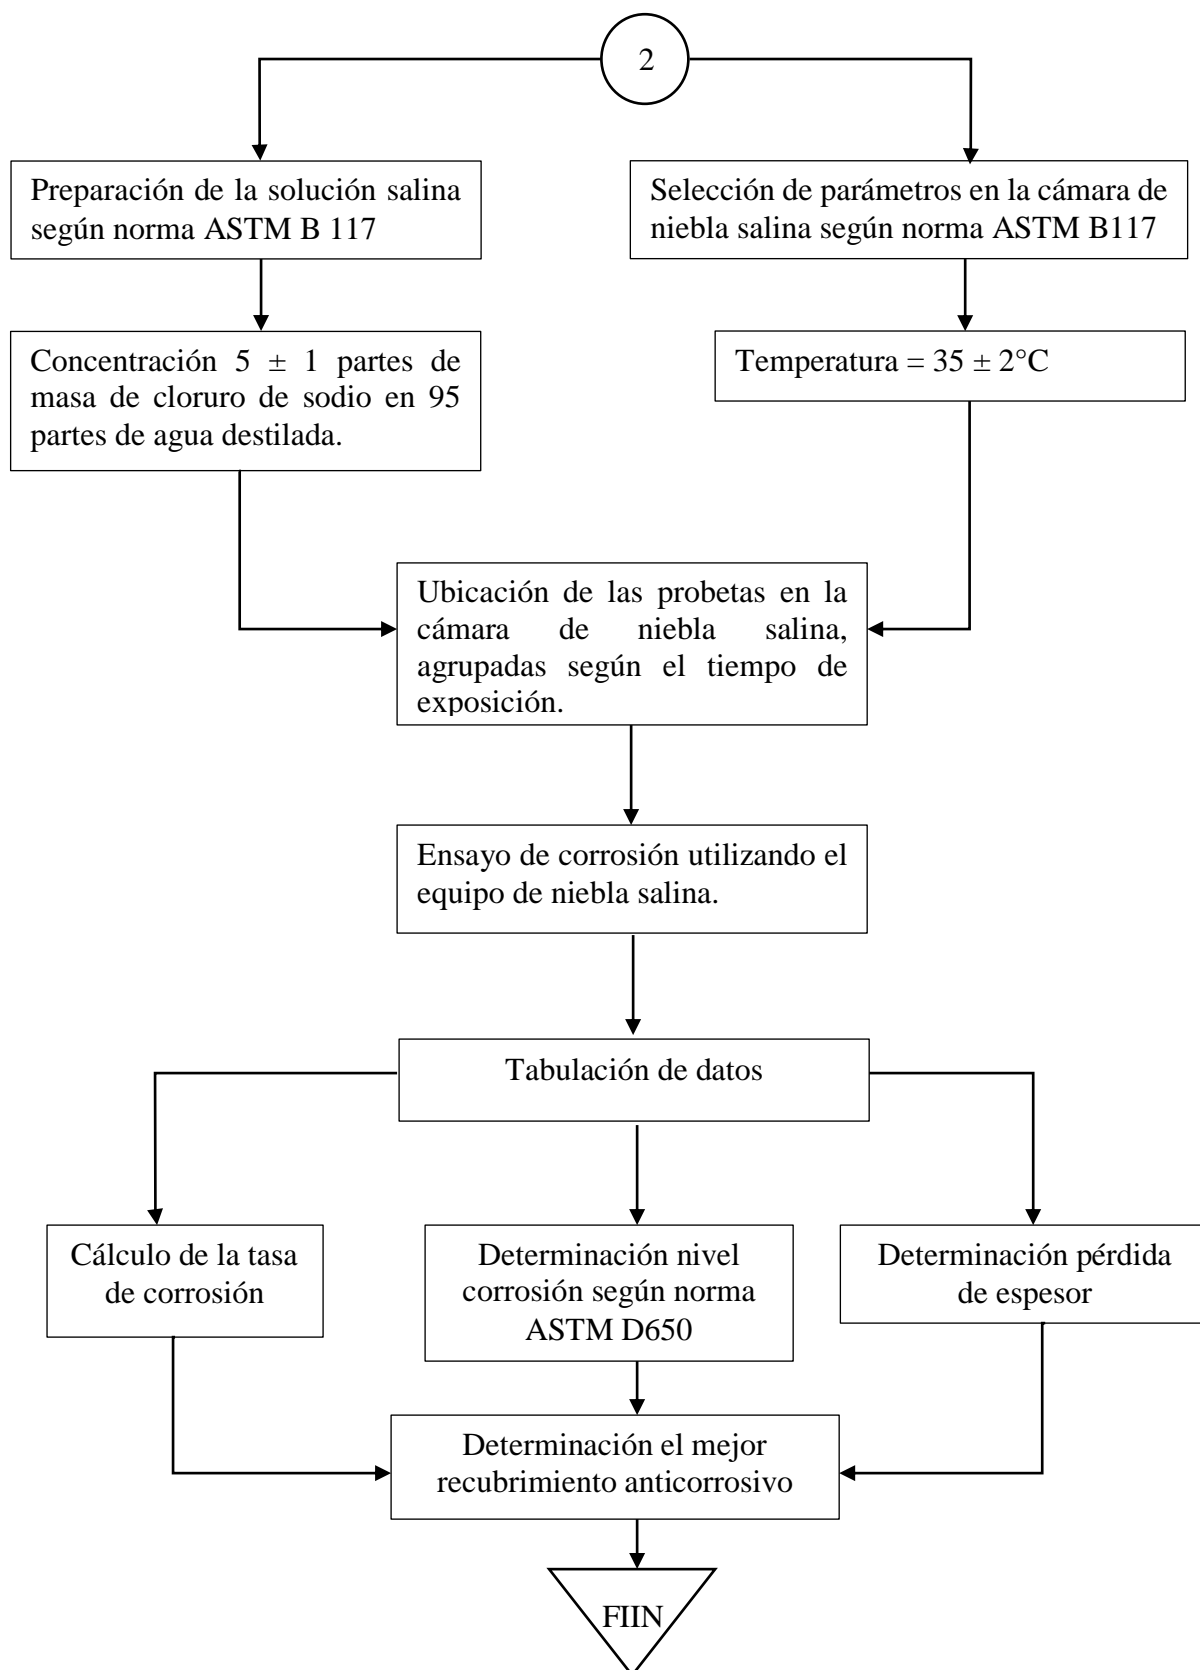 2
Preparación de la solución salina
según norma ASTM B 117
Selección de parámetros en la cámara de
niebla salina según norma ASTM B117
Concentración 5 ± 1 partes de
masa de cloruro de sodio en 95
partes de agua destilada.
Temperatura = 35 ± 2°C
Ubicación de las probetas en la
cámara de niebla salina,
agrupadas según el tiempo de
exposición.
Ensayo de corrosión utilizando el
equipo de niebla salina.
Tabulación de datos
Cálculo de la tasa
de corrosión
Determinación nivel
corrosión según norma
ASTM D650
Determinación pérdida
de espesor
Determinación el mejor
recubrimiento anticorrosivo
FIIN